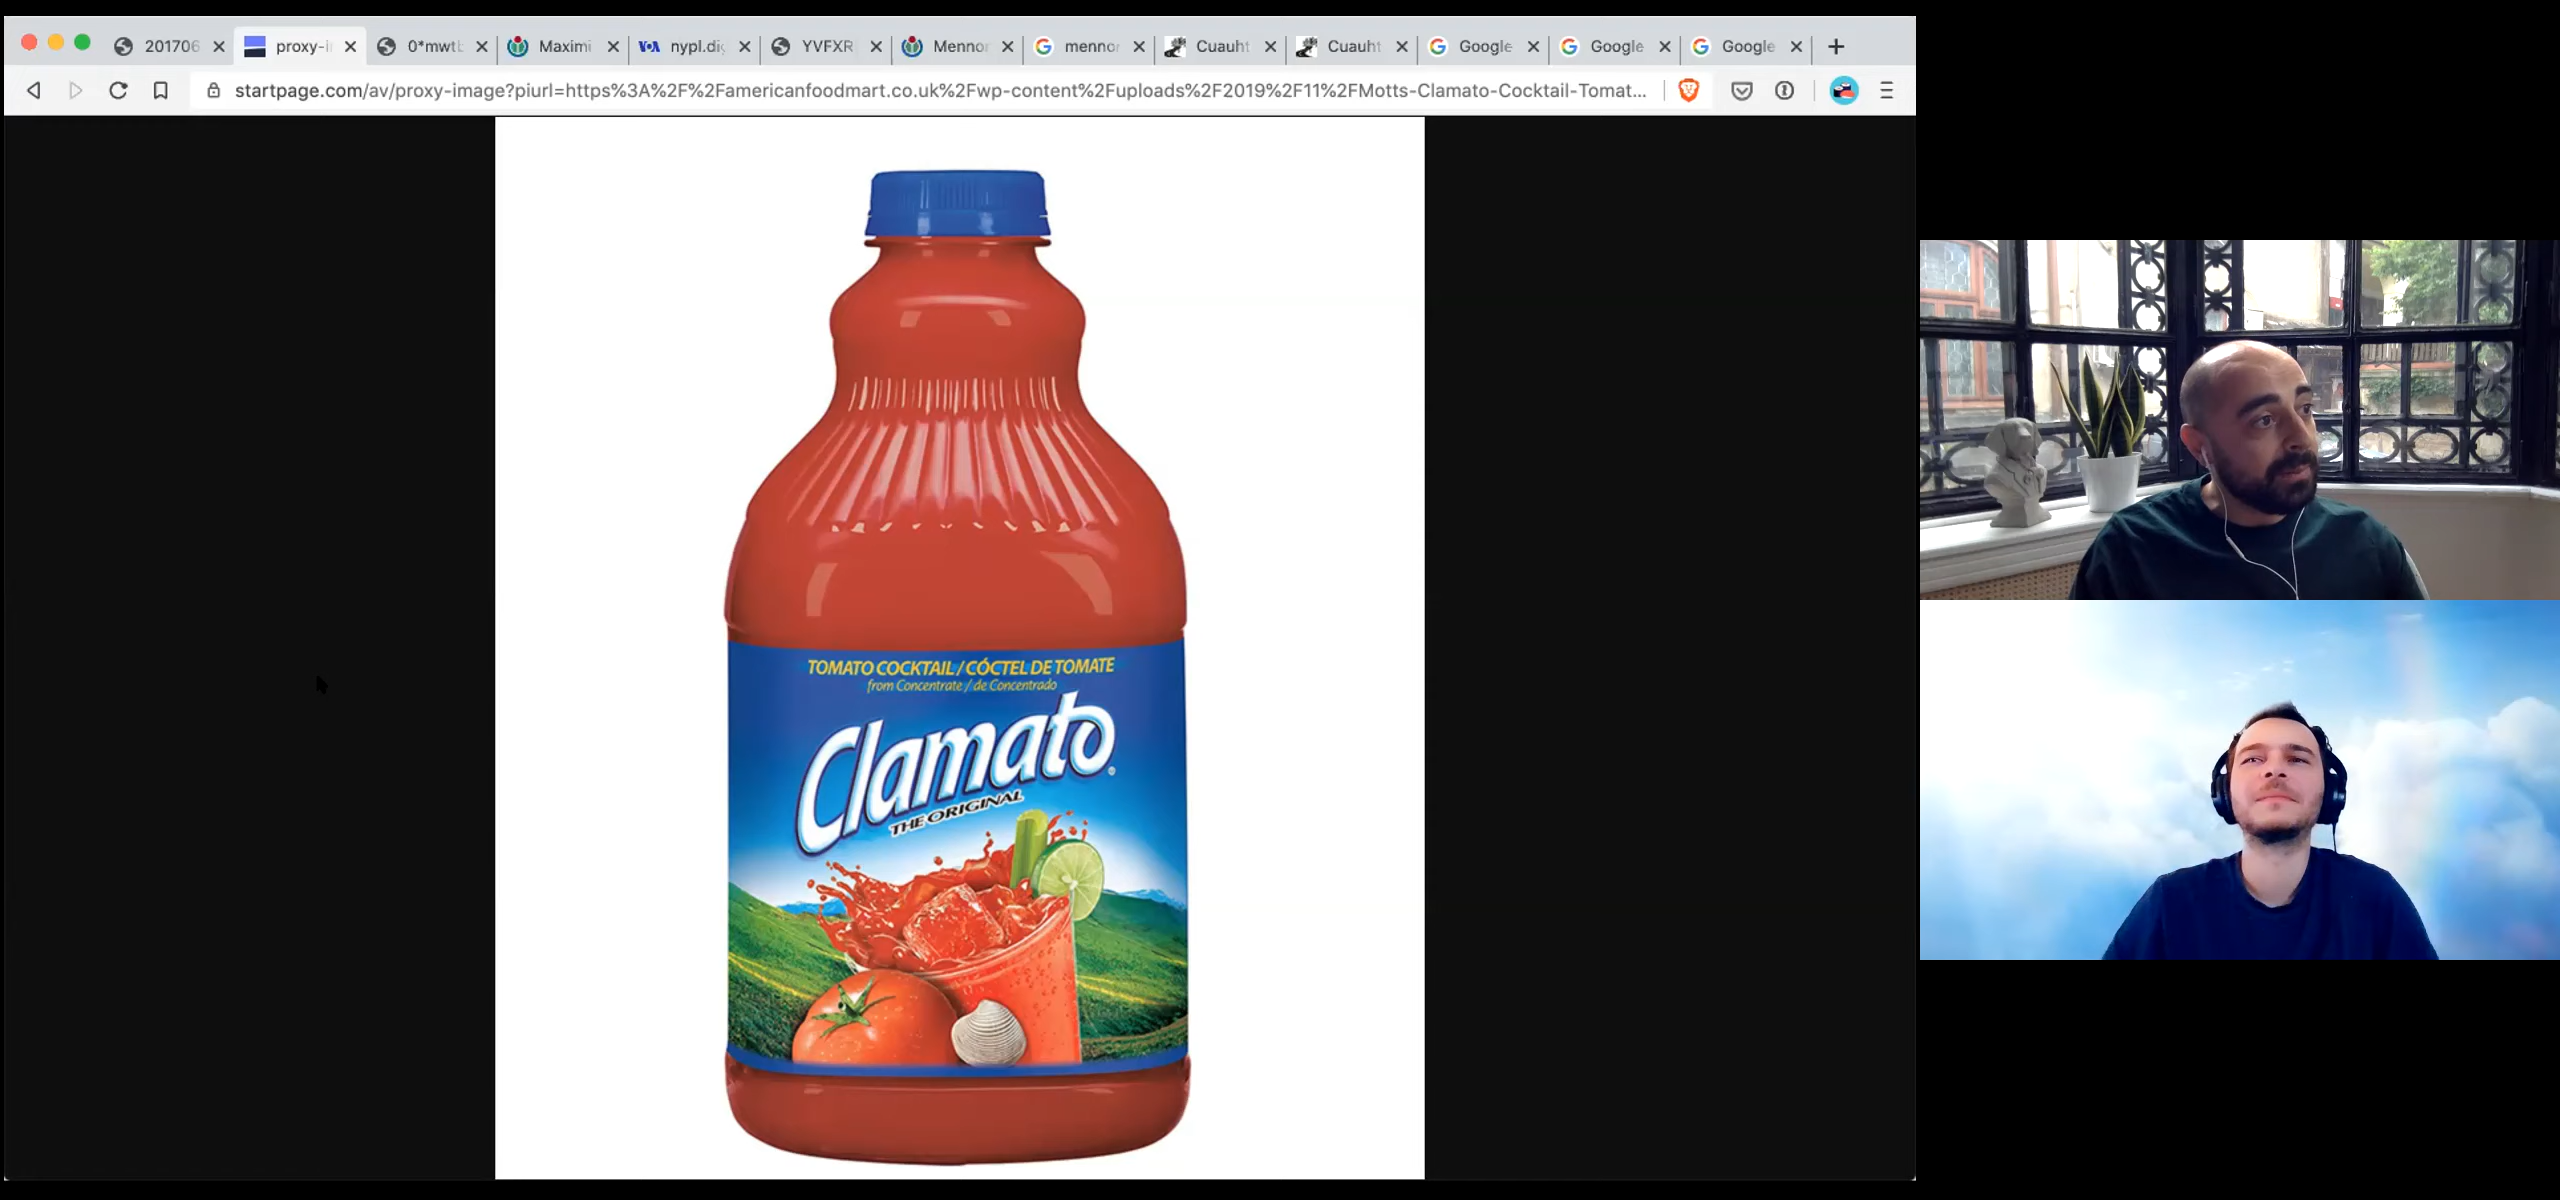 201706
proxy-i
0*mwt
Maximi
VOA nypl.di
YVFXR
Menno
menno
Cuauht
Cuauht
Google
Google
Google
startpage.com/av/proxy-image?piurl=https%3A%2F%2Famericanfoodmart.co.uk%2Fwp-content%2Fuploads%2F2019%2F11%2FMotts-Clamato-Cocktail-Tomat...
TOMATO COCKTAIL / CÓCTEL DE TOMATE
from Concentrate / de Concentrado
Clamato
THE ORIGINAL